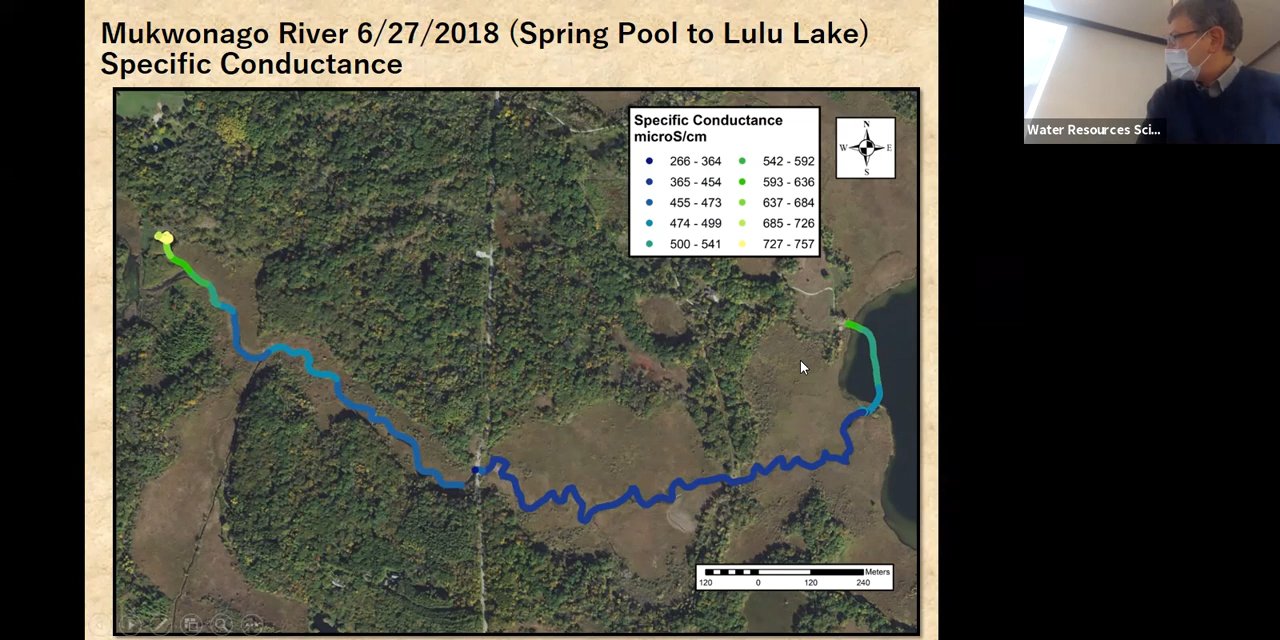 Mukwonago River 6/27/2018 (Spring Pool to Lulu Lake)
Specific Conductance
Specific Conductance
microS/cm
266 - 364
542 - 592
365 - 454
593 - 636
455 - 473
637 - 684
474 - 499
685 - 726
500 - 541
727 - 757
N
W E
S
Meters
120 0 120 240
Water Resources Sci...